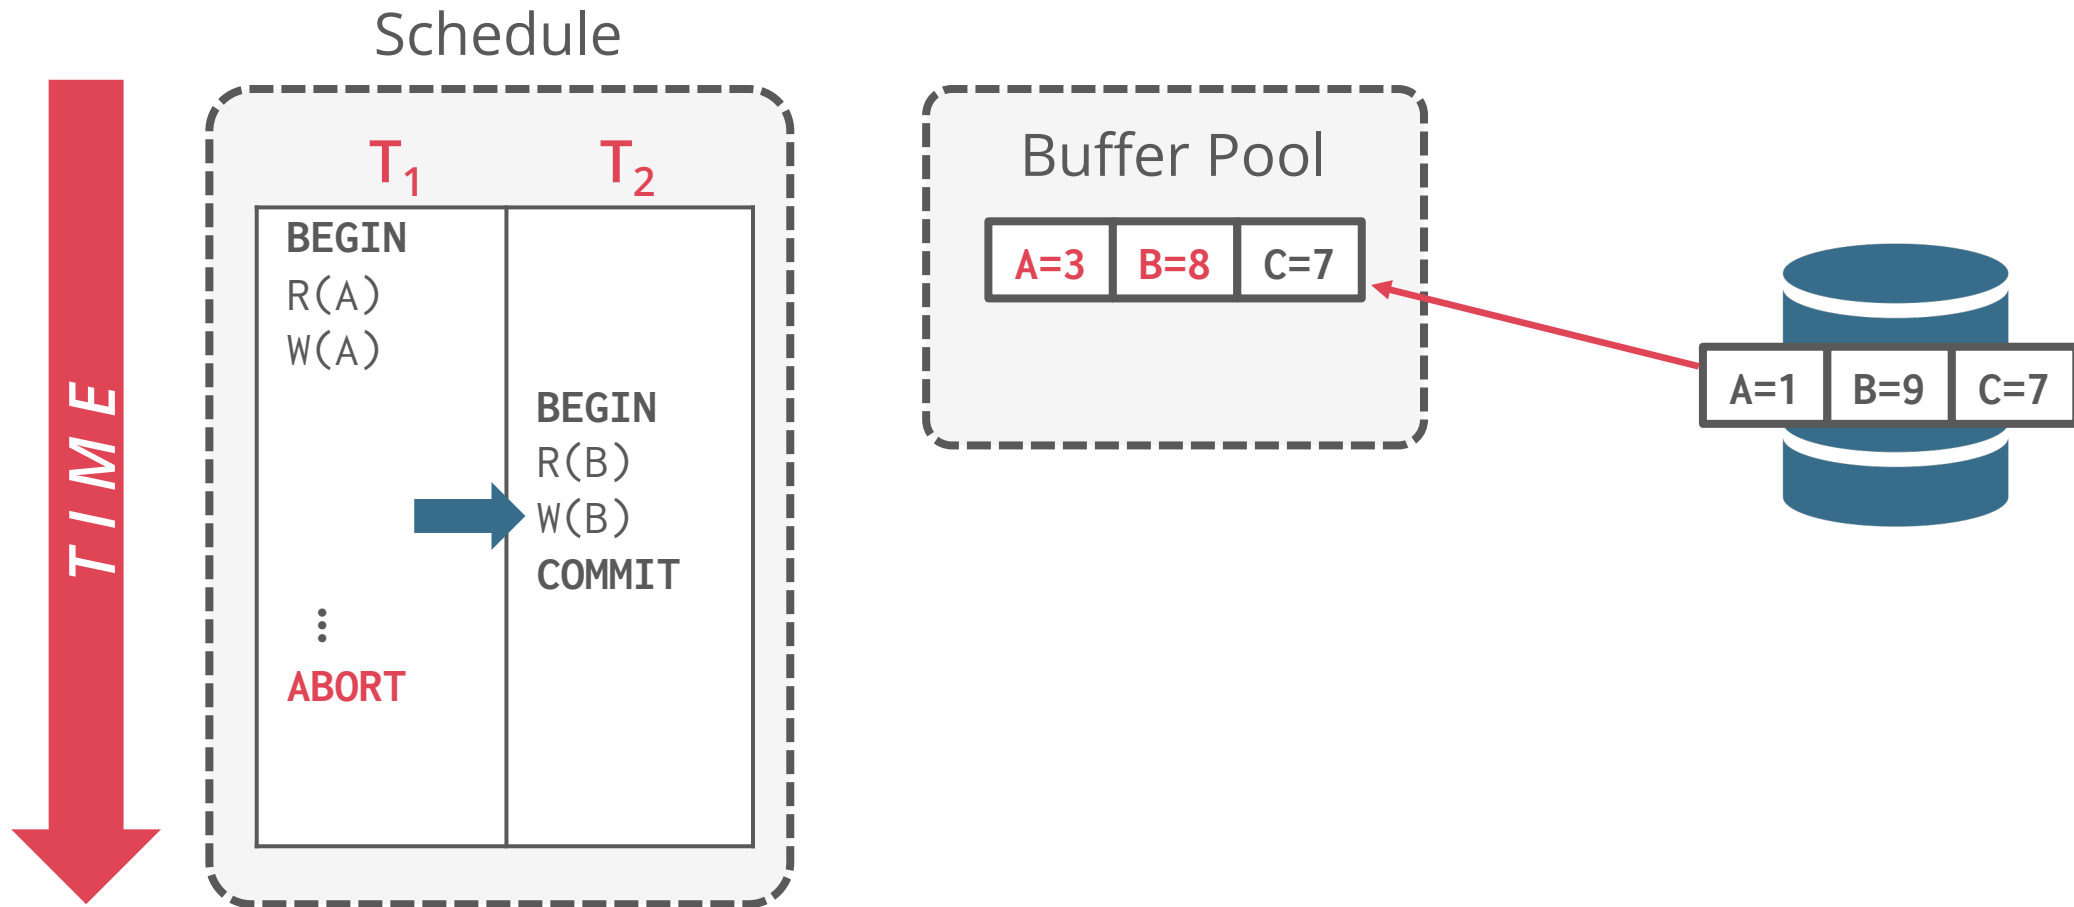 Schedule
TIME
T₁ T₂
BEGIN
R(A)
W(A)
BEGIN
R(B)
W(B)
COMMIT
⋮
ABORT
Buffer Pool
A=3 B=8 C=7
A=1 B=9 C=7